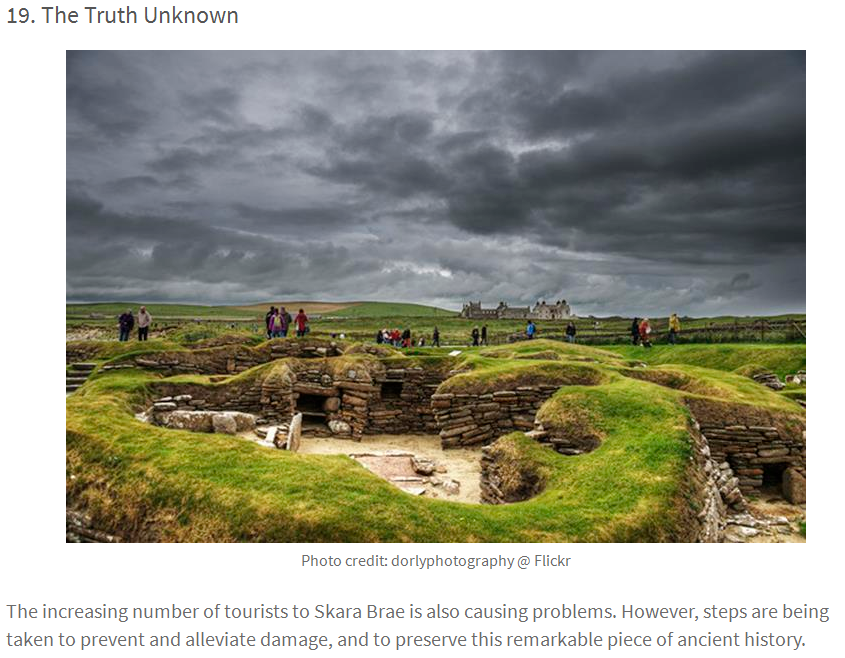 19. The Truth Unknown
Photo credit: dorlyphotography @ Flickr
The increasing number of tourists to Skara Brae is also causing problems. However, steps are being
taken to prevent and alleviate damage, and to preserve this remarkable piece of ancient history.